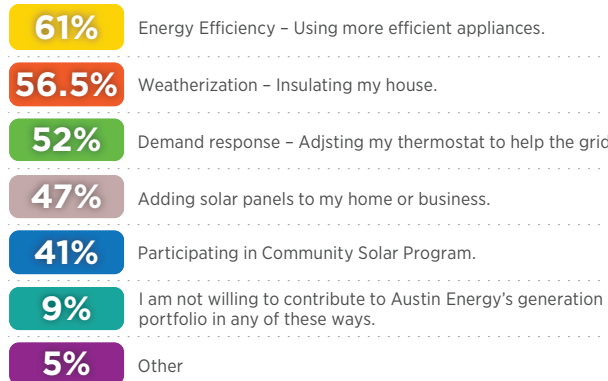 61% Energy Efficiency – Using more efficient appliances.
56.5% Weatherization – Insulating my house.
52% Demand response – Adjsting my thermostat to help the grid
47% Adding solar panels to my home or business.
41% Participating in Community Solar Program.
9% I am not willing to contribute to Austin Energy’s generation
portfolio in any of these ways.
5% Other